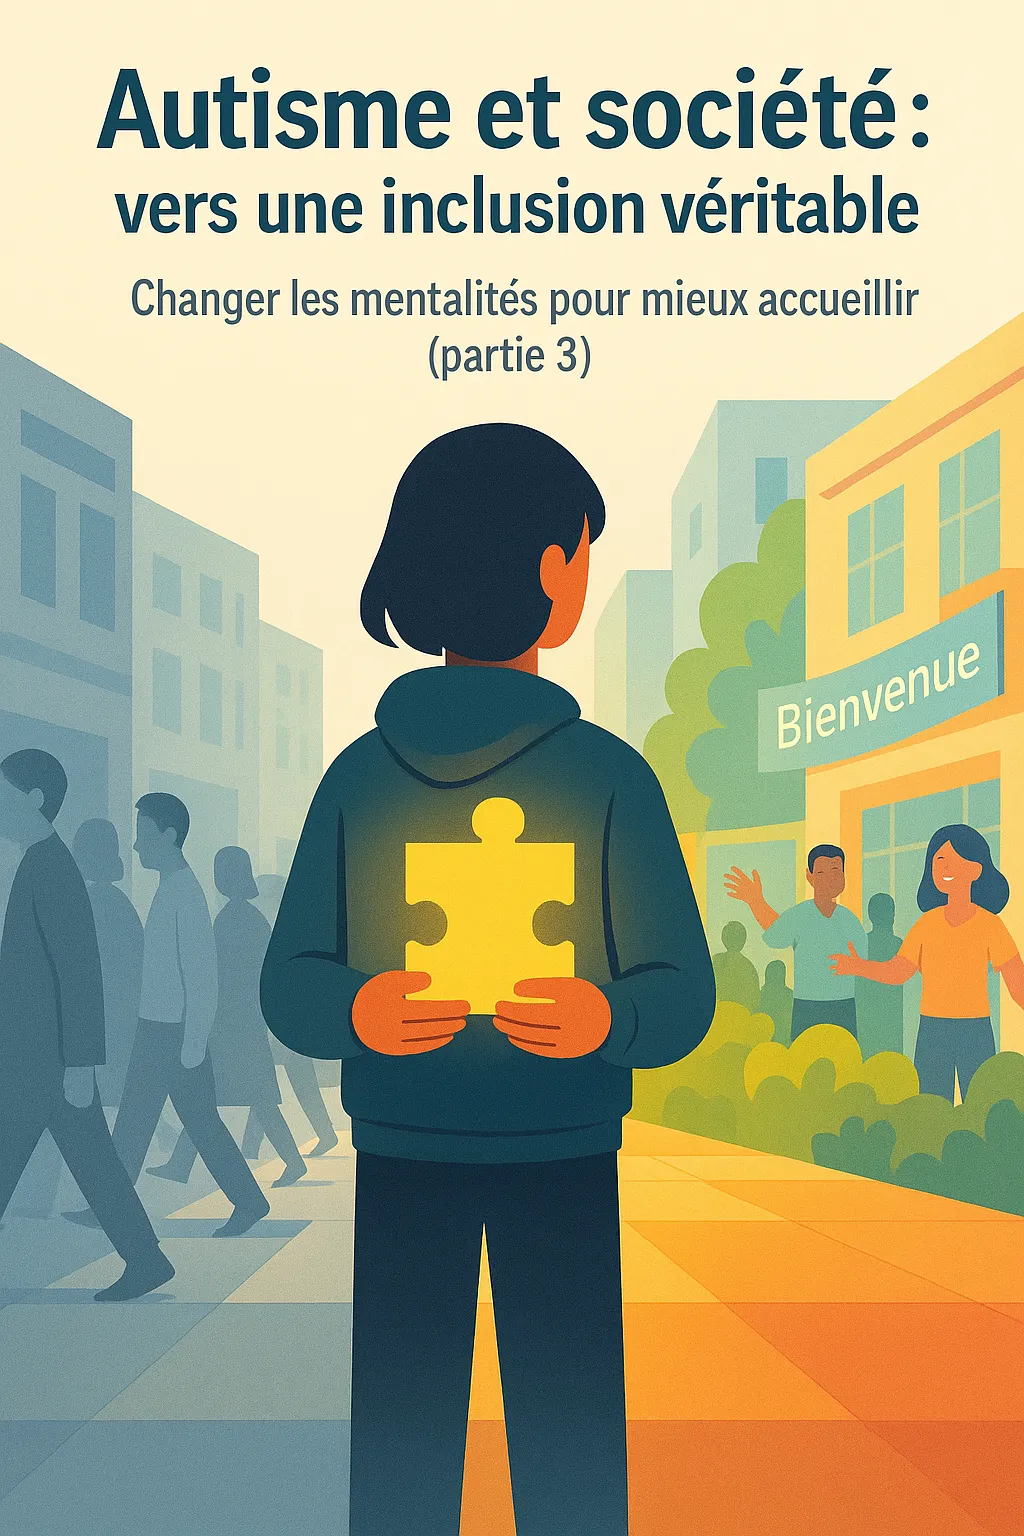 Autisme et société :
vers une inclusion véritable
Changer les mentalités pour mieux accueillir
(partie 3)
Bienvenue